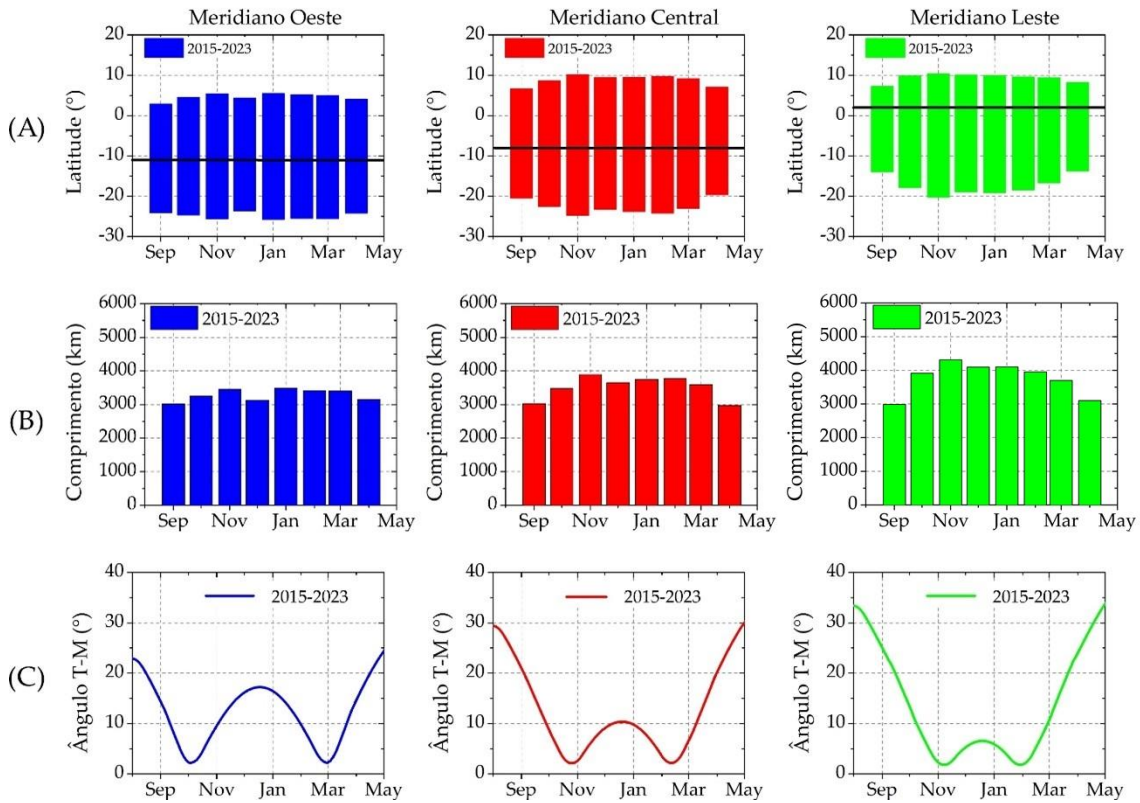 Meridiano Oeste
Meridiano Central
Meridiano Leste
(A)
Latitude (°)
20
10
0
-10
-20
-30
2015-2023
Sep Nov Jan Mar May
Latitude (°)
20
10
0
-10
-20
-30
2015-2023
Sep Nov Jan Mar May
Latitude (°)
20
10
0
-10
-20
-30
2015-2023
Sep Nov Jan Mar May
(B)
Comprimento (km)
6000
5000
4000
3000
2000
1000
0
2015-2023
Sep Nov Jan Mar May
Comprimento (km)
6000
5000
4000
3000
2000
1000
0
2015-2023
Sep Nov Jan Mar May
Comprimento (km)
6000
5000
4000
3000
2000
1000
0
2015-2023
Sep Nov Jan Mar May
(C)
Ângulo T-M (°)
40
30
20
10
0
2015-2023
Sep Nov Jan Mar May
Ângulo T-M (°)
40
30
20
10
0
2015-2023
Sep Nov Jan Mar May
Ângulo T-M (°)
40
30
20
10
0
2015-2023
Sep Nov Jan Mar May